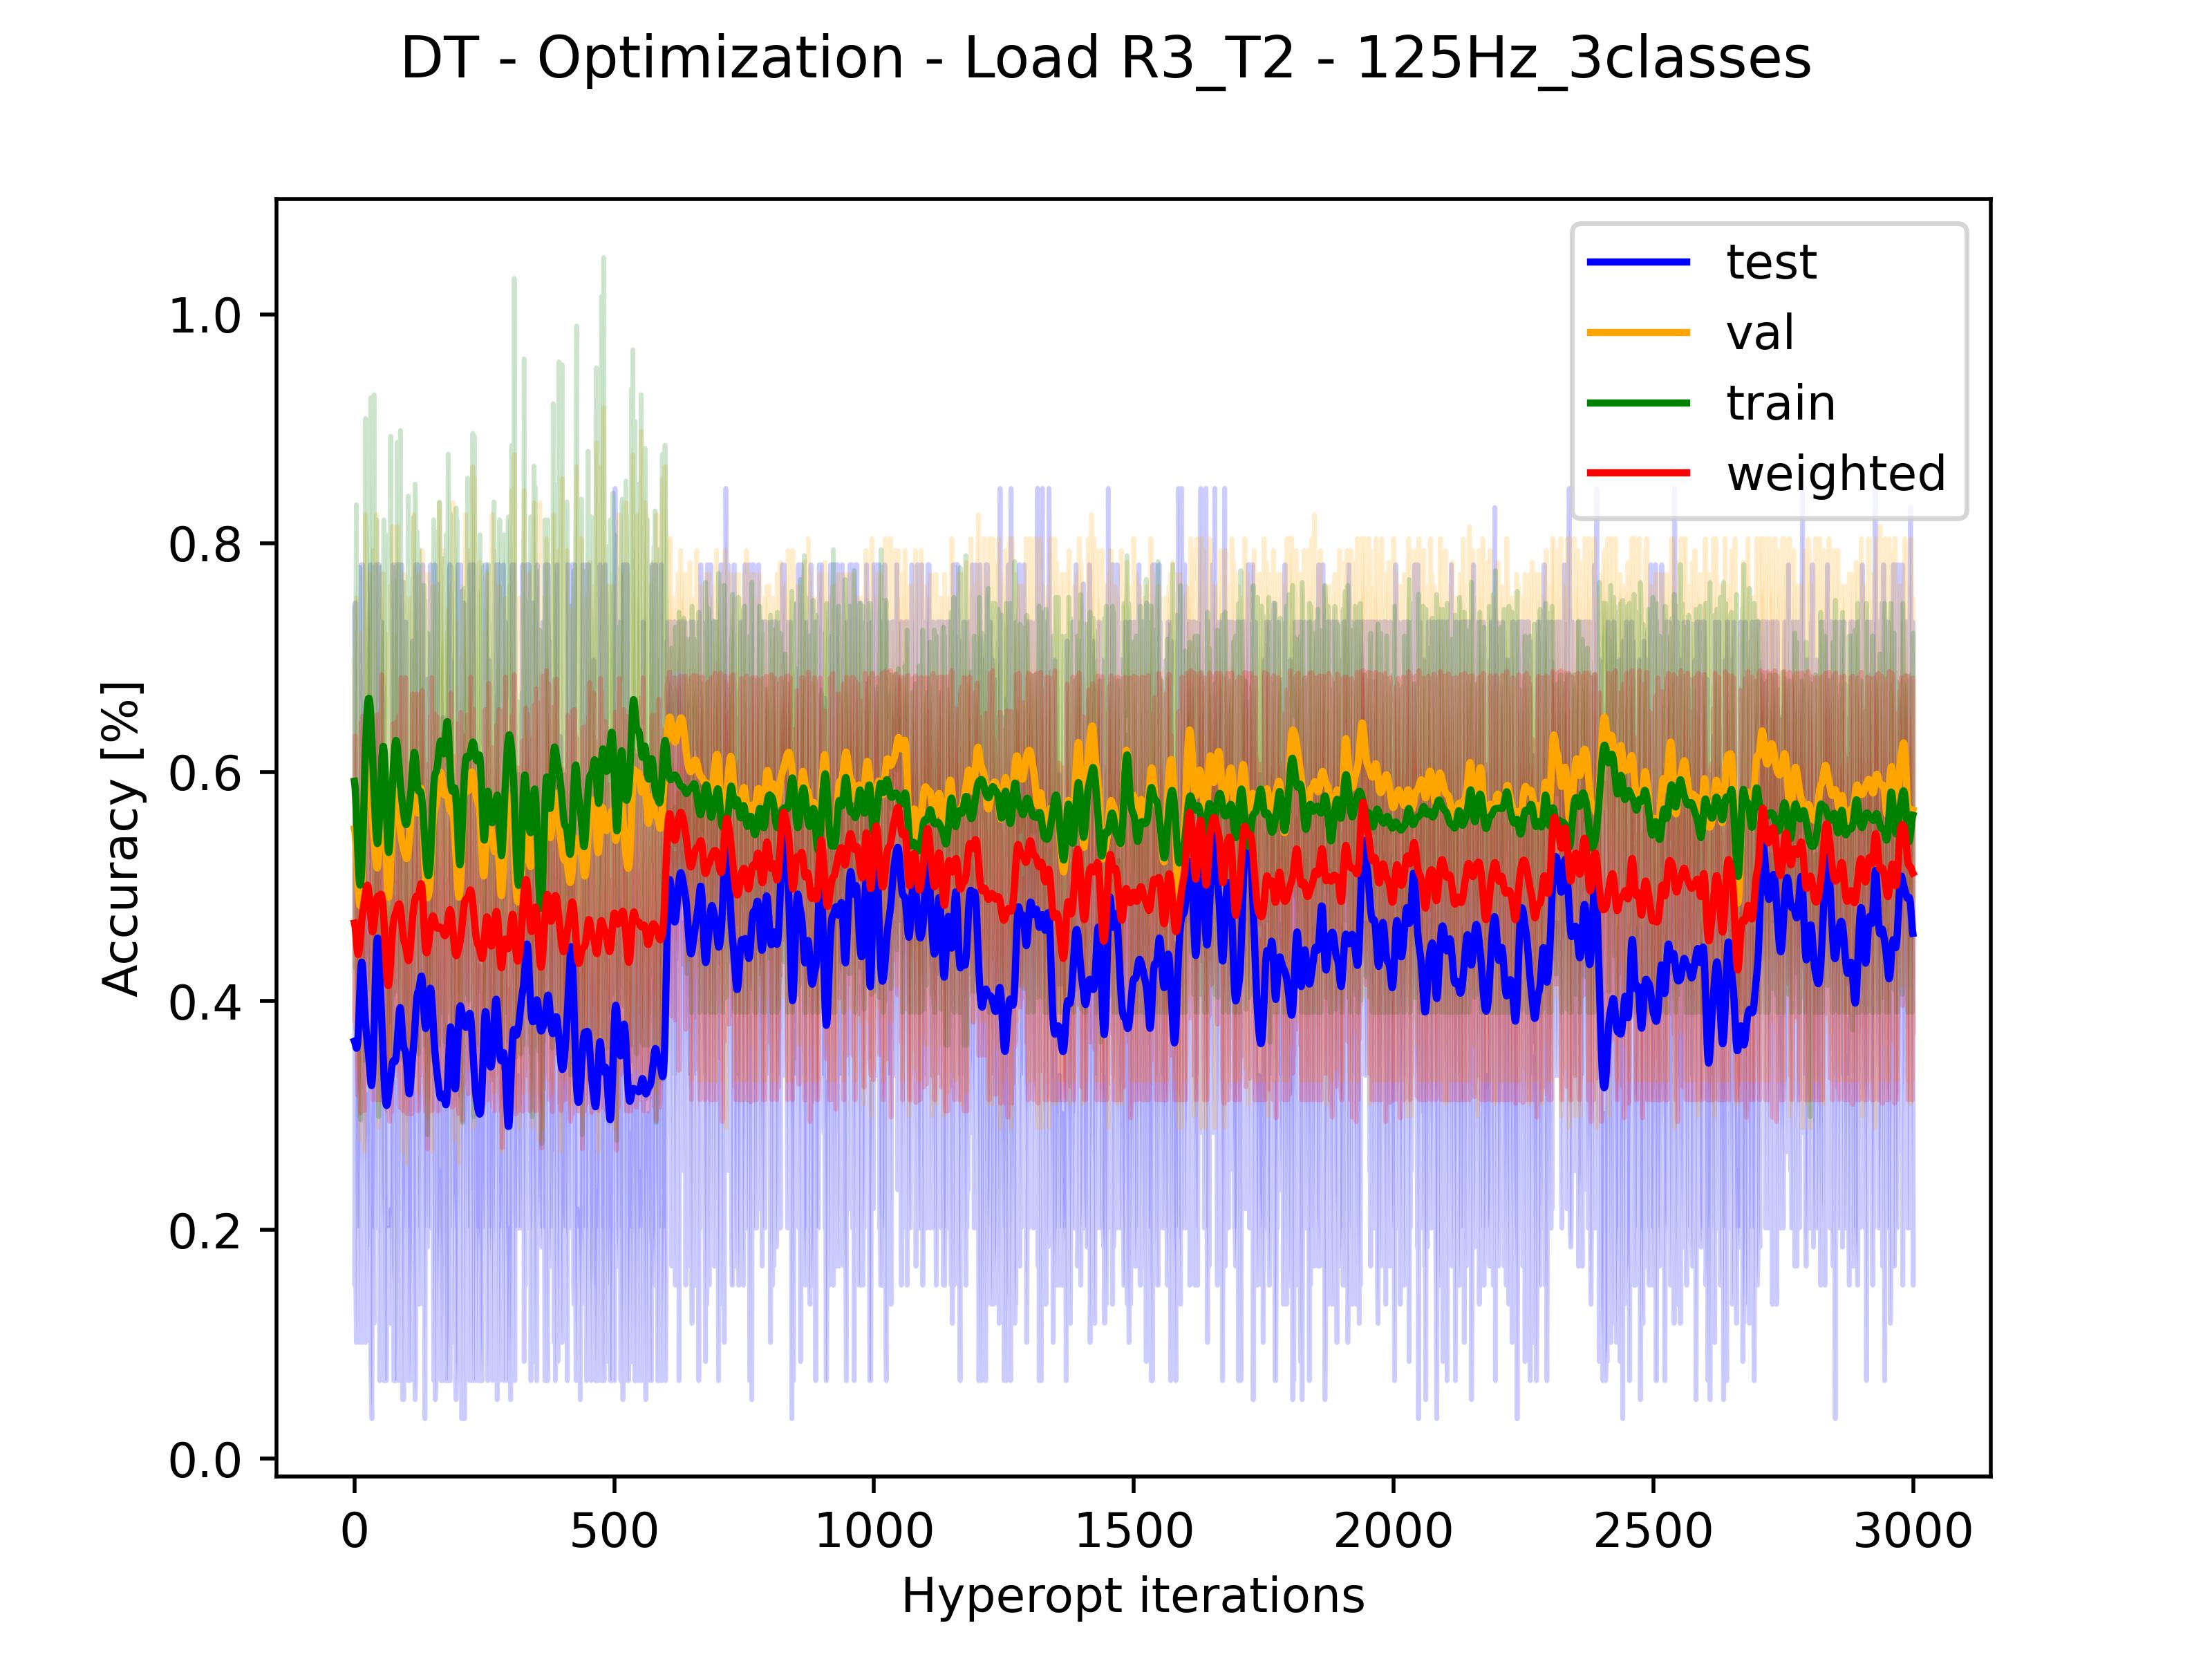 DT - Optimization - Load R3_T2 - 125Hz_3classes
test
val
train
weighted
Accuracy [%]
1.0
0.8
0.6
0.4
0.2
0.0
0 500 1000 1500 2000 2500 3000
Hyperopt iterations